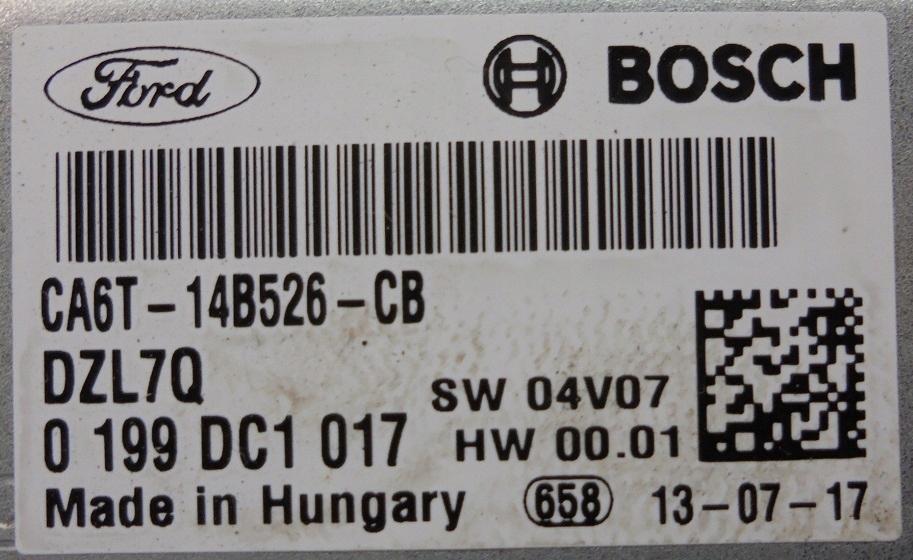 Ford BOSCH
CA6T-14B526-CB
DZL7Q
SW 04V07
0 199 DC1 017
HW 00.01
Made in Hungary 658 13-07-17